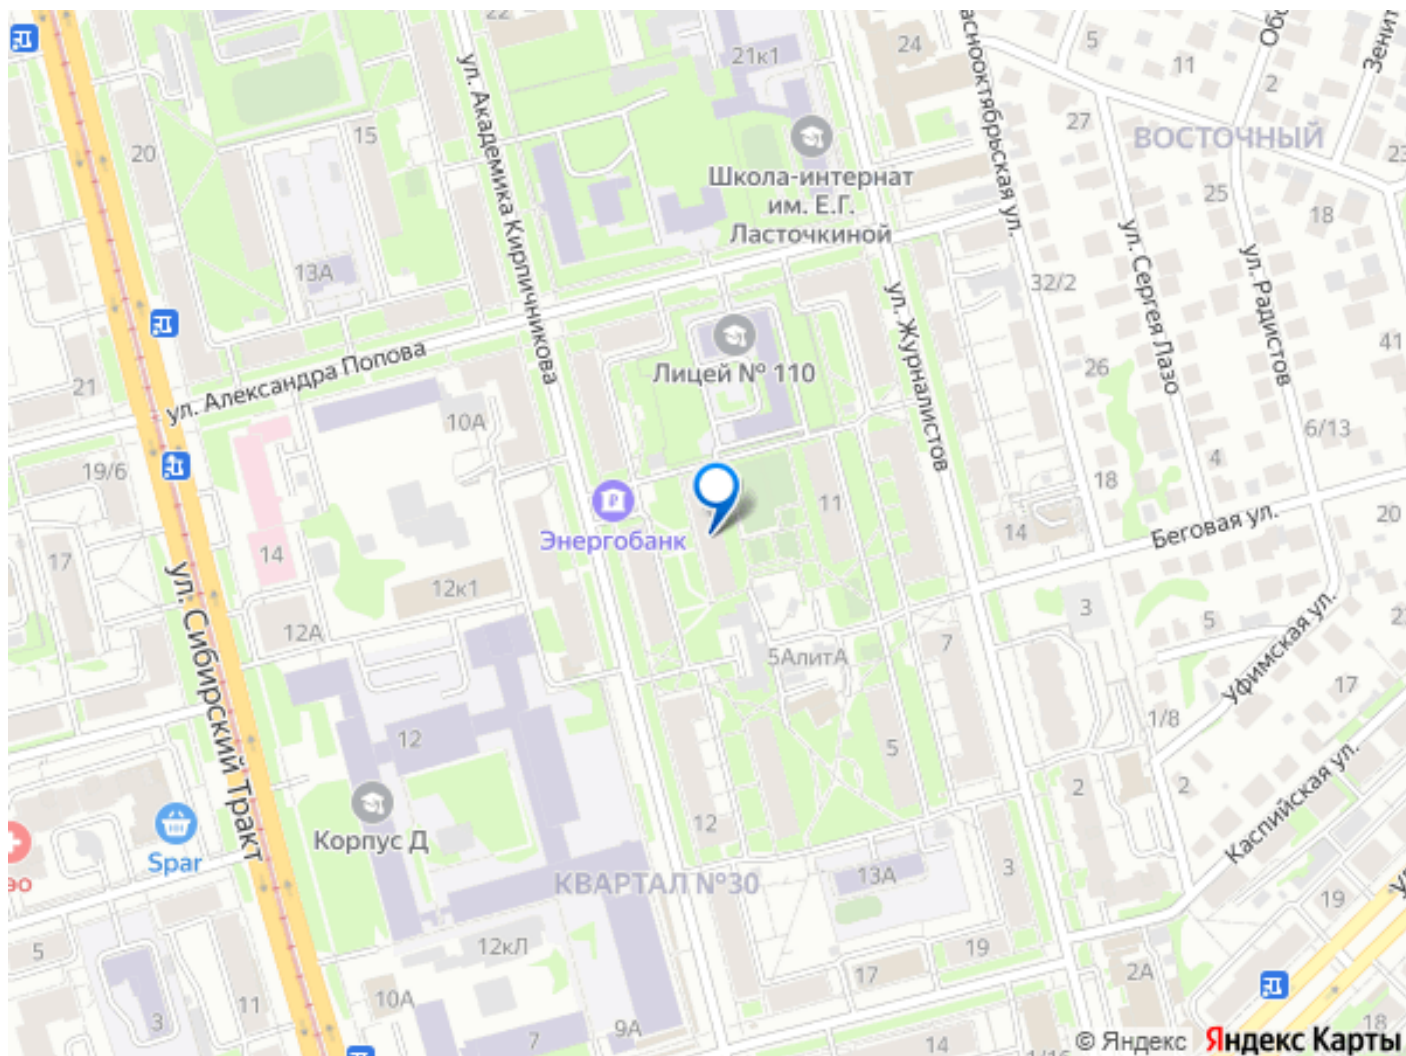 22
21к1
24
Краснооктябрьская ул.
5
11
2
27
ВОСТОЧНЫЙ
23
20
15
ул. Академика Кирпичникова
Школа-интернат
им. Е.Г.
Ласточкиной
25
18
13А
32/2
ул. Сергея Лазо
ул. Радистов
ул. Журналистов
41
21
ул. Александра Попова
Лицей № 110
26
10А
6/13
19/6
4
18
Энергобанк
11
14
Беговая ул.
20
17
14
12к1
ул. Сибирский Тракт
12А
3
5
7
5АлитА
Уфимская ул.
17
1/8
12
5
2
2
Каспийская ул.
Корпус Д
Spar
12
КВАРТАЛ №30
13А
3
19
5
12кЛ
19
17
2А
3
11
10А
7
9А
14
18
© Яндекс Яндекс Карты